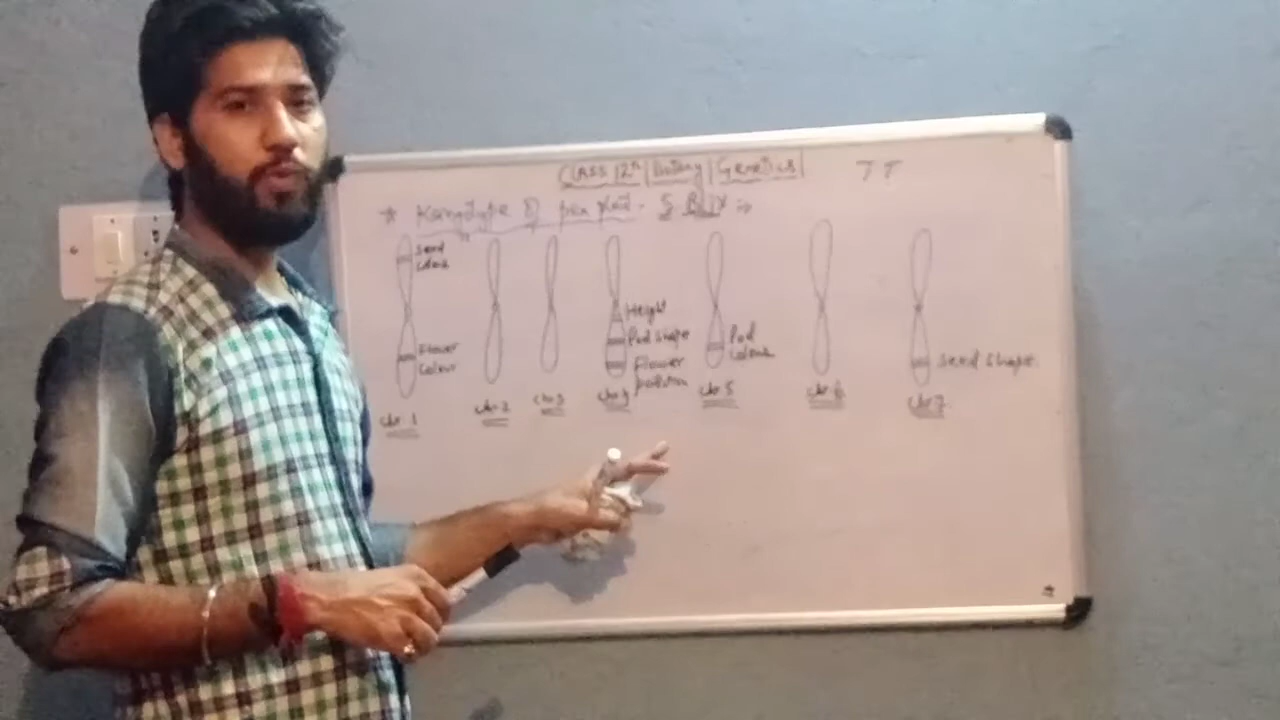 CLASS 12th | Botany | Genetics |
T T
* Karyotype of pea plant - S. Blix ⇒
Seed
colour
Flower
Colour
Height
Pod shape
Flower
position
Pod
colour
Seed shape
chr. 1
chr. 2
chr. 3
chr. 4
chr. 5
chr. 6
chr. 7